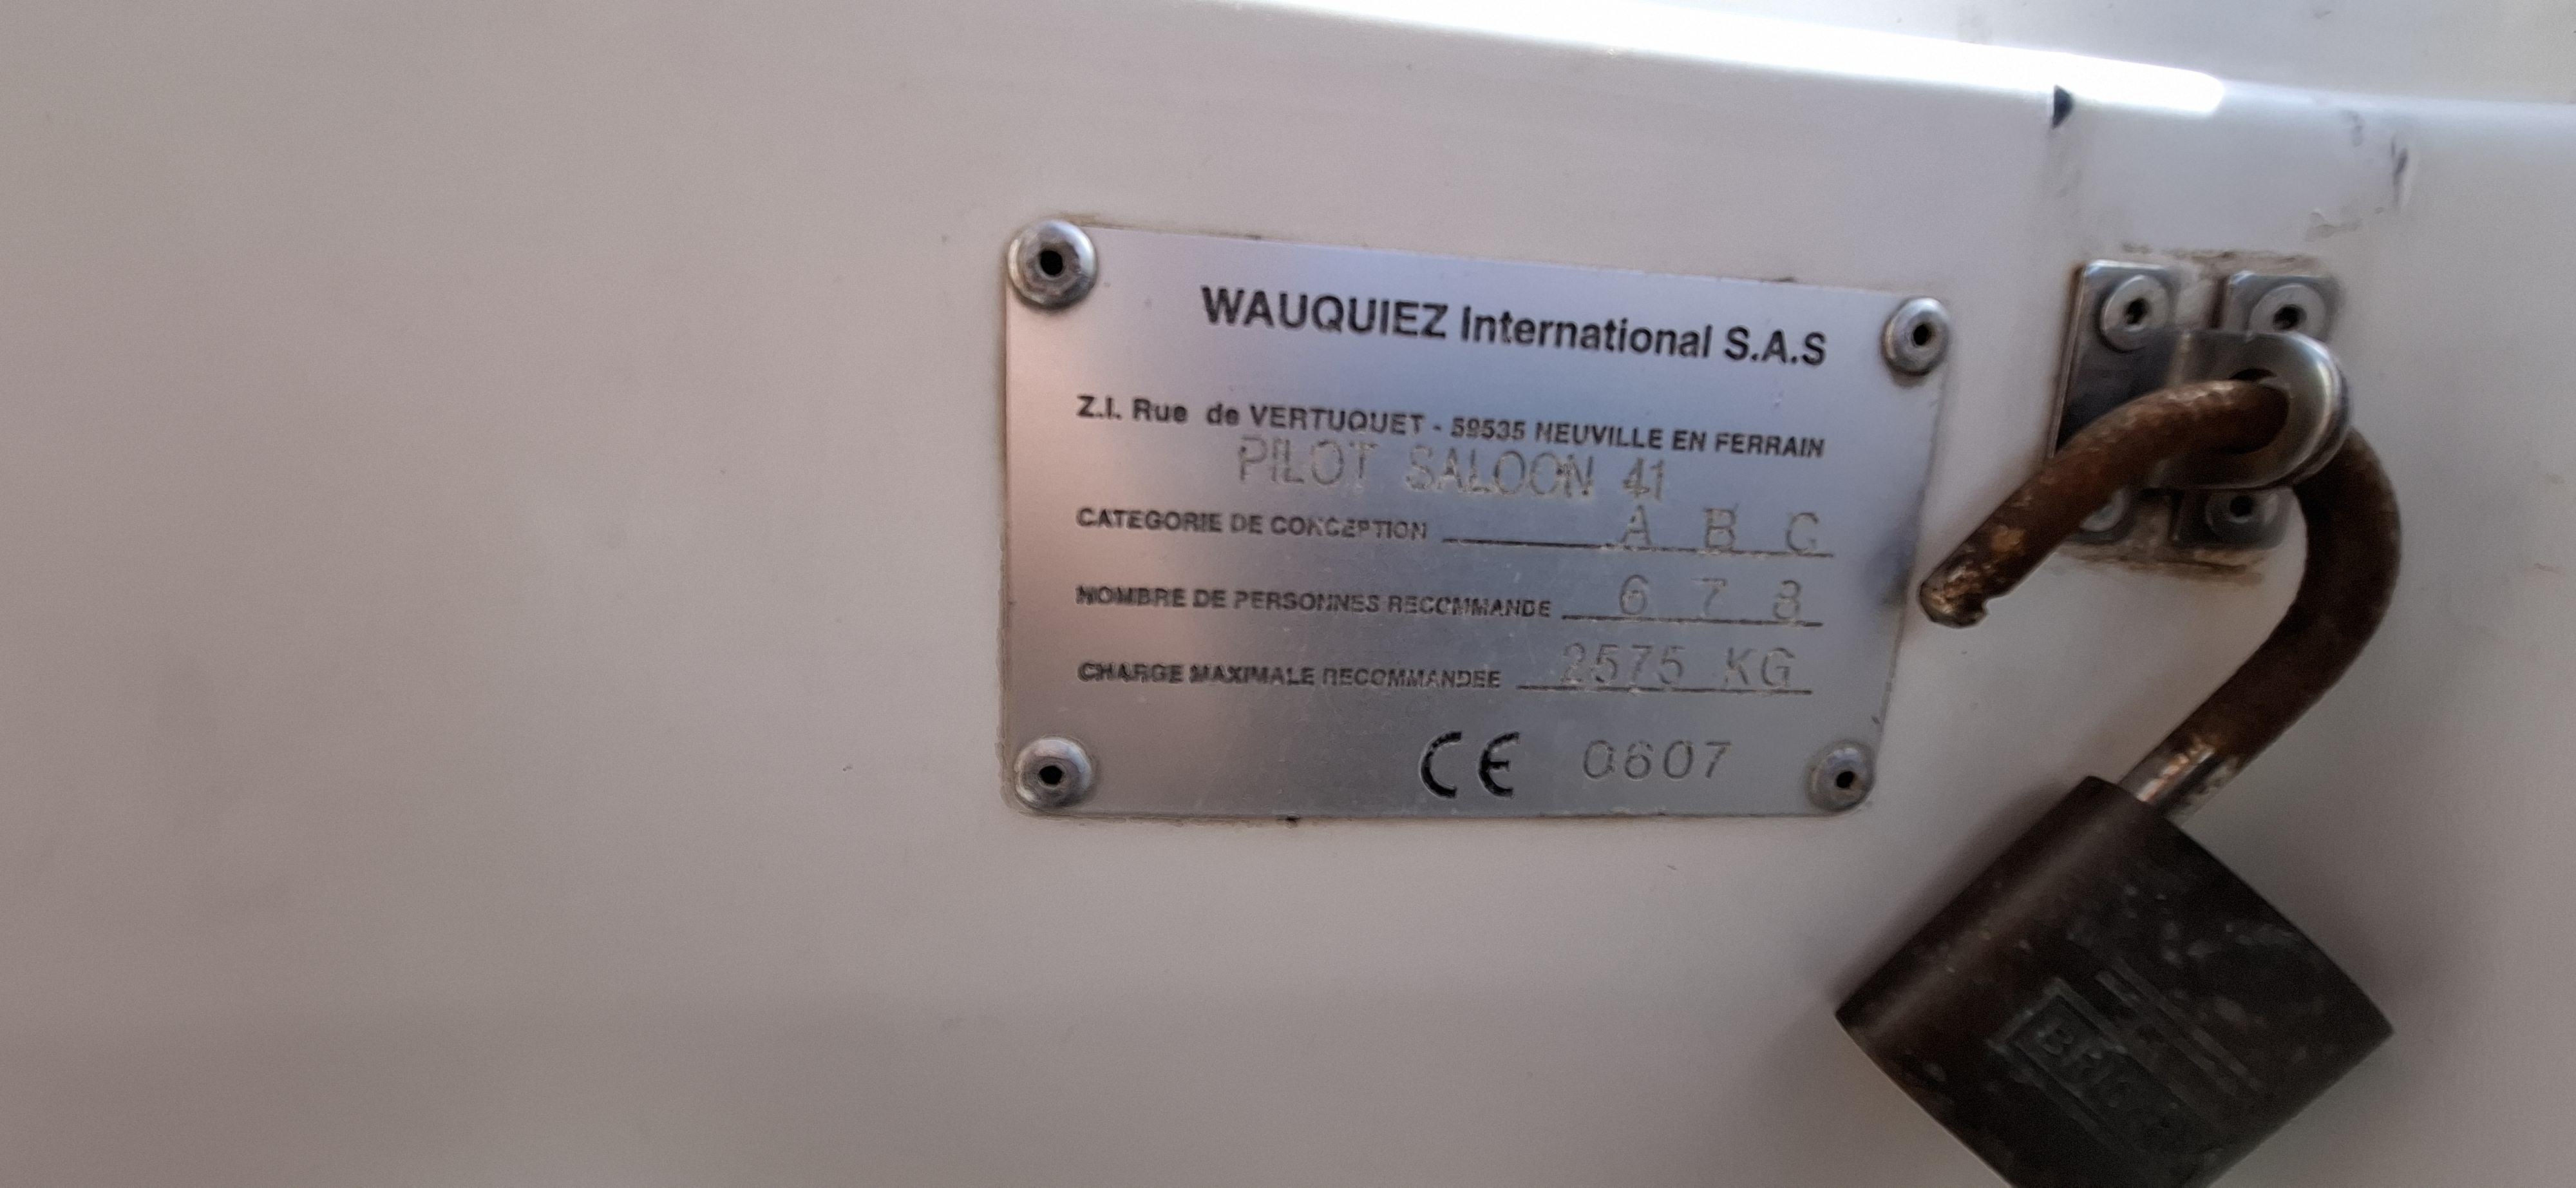 WAUQUIEZ International S.A.S
Z.I. Rue de VERTUQUET - 59535 NEUVILLE EN FERRAIN
PILOT SALOON 41
CATEGORIE DE CONCEPTION A B C
NOMBRE DE PERSONNES RECOMMANDE 6 7 8
CHARGE MAXIMALE RECOMMANDEE 2575 KG
CE 0607